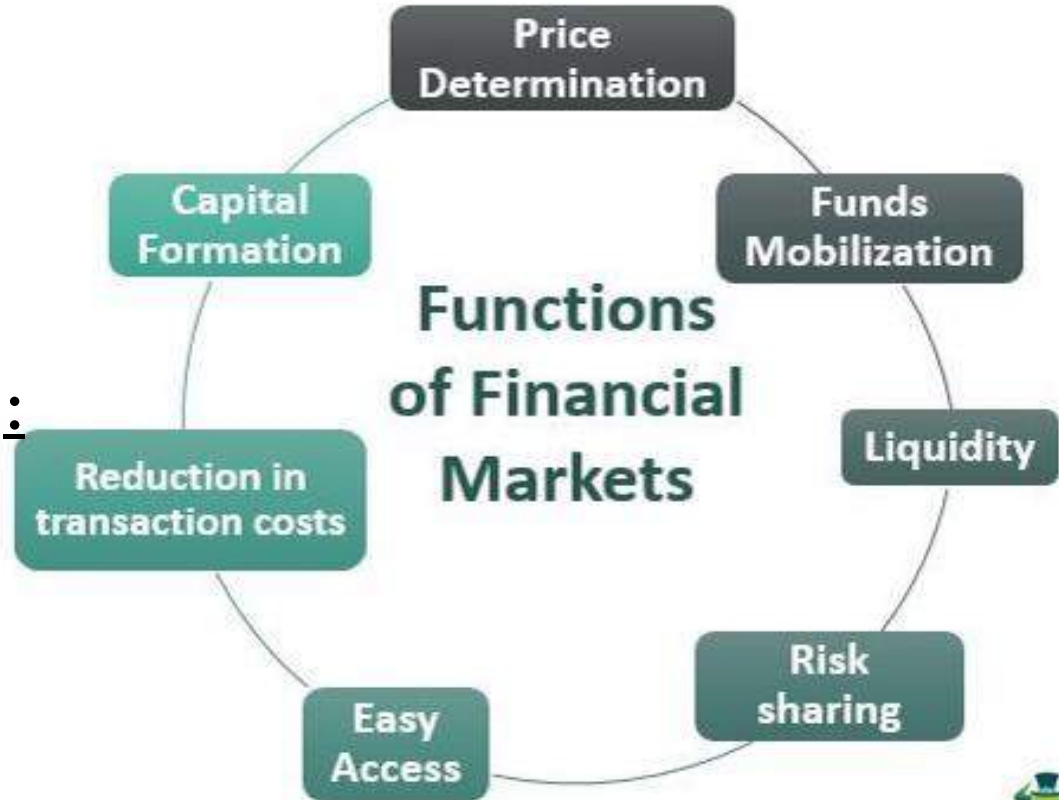 Price
Determination
Funds
Mobilization
Liquidity
Risk
sharing
Easy
Access
Reduction in
transaction costs
Capital
Formation
Functions
of Financial
Markets
: